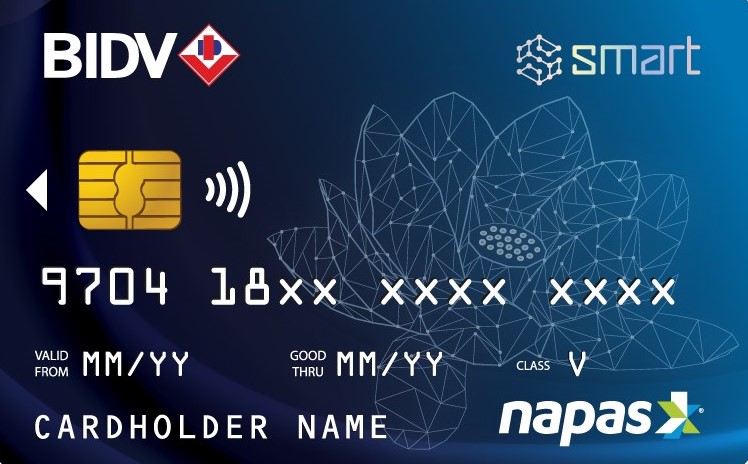 BIDV
smart
9704 18xx xxxx xxxx
VALID FROM MM/YY GOOD THRU MM/YY CLASS V
CARDHOLDER NAME
napas